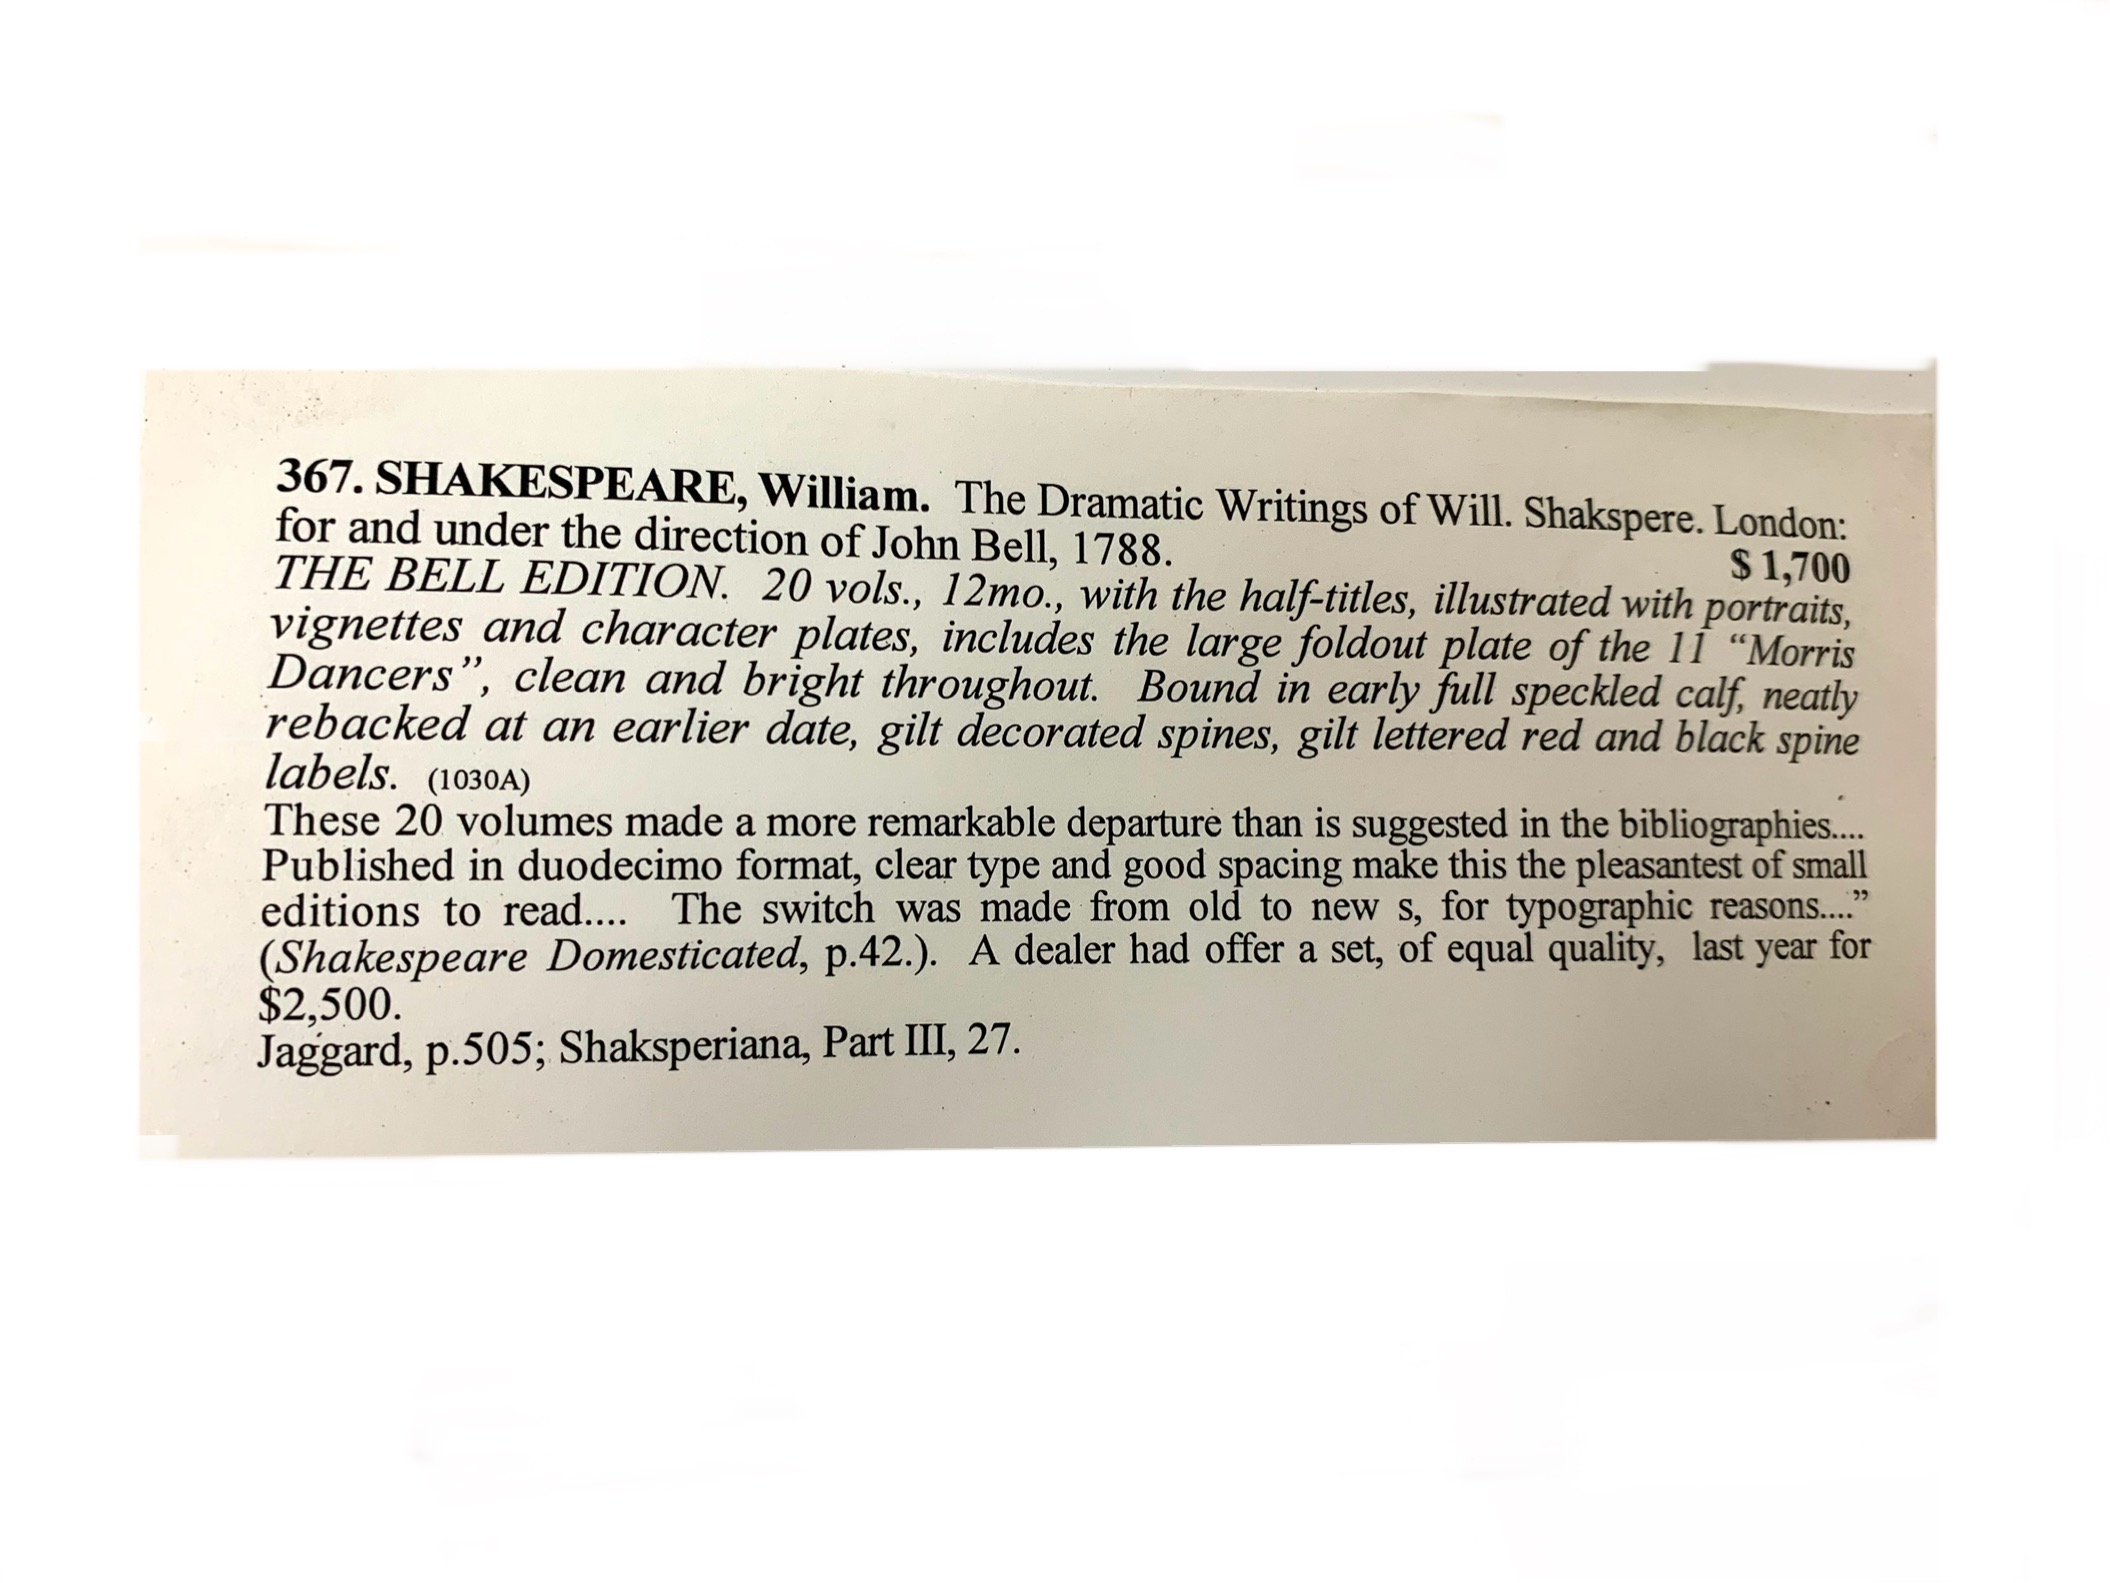 367. SHAKESPEARE, William. The Dramatic Writings of Will. Shakspere. London:
for and under the direction of John Bell, 1788.
$ 1,700
THE BELL EDITION. 20 vols., 12mo., with the half-titles, illustrated with portraits,
vignettes and character plates, includes the large foldout plate of the 11 “Morris
Dancers”, clean and bright throughout. Bound in early full speckled calf, neatly
rebacked at an earlier date, gilt decorated spines, gilt lettered red and black spine
labels. (1030A)
These 20 volumes made a more remarkable departure than is suggested in the bibliographies....
Published in duodecimo format, clear type and good spacing make this the pleasantest of small
editions to read.... The switch was made from old to new s, for typographic reasons....”
(Shakespeare Domesticated, p.42.). A dealer had offer a set, of equal quality, last year for
$2,500.
Jaggard, p.505; Shaksperiana, Part III, 27.